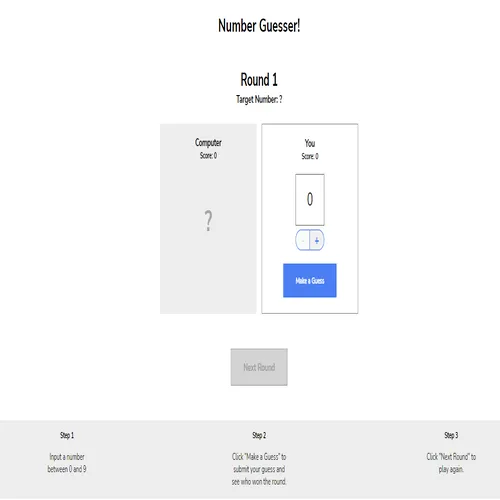 Number Guesser!
Round 1
Target Number: ?
Computer
Score: 0
?
You
Score: 0
0
- +
Make a Guess
Next Round
Step 1
Input a number
between 0 and 9
Step 2
Click "Make a Guess" to
submit your guess and
see who won the round.
Step 3
Click "Next Round" to
play again.